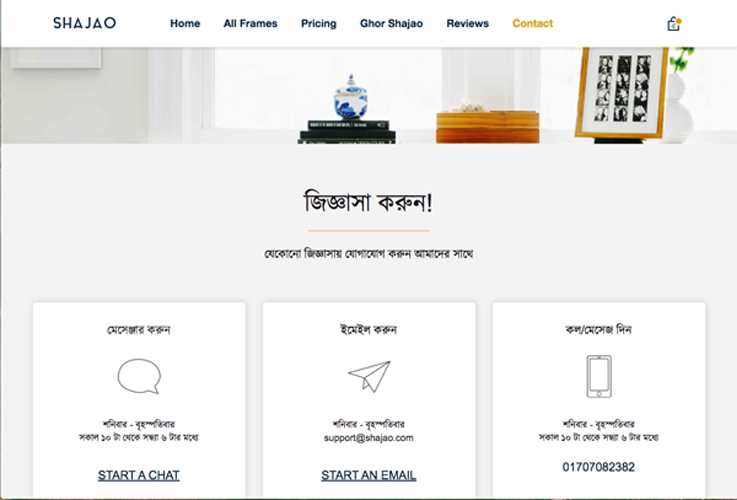 SHAJAO
Home
All Frames
Pricing
Ghor Shajao
Reviews
Contact
জিজ্ঞাসা করুন!
যেকোনো জিজ্ঞাসায় যোগাযোগ করুন আমাদের সাথে
মেসেঞ্জার করুন
শনিবার - বৃহস্পতিবার
সকাল ১০ টা থেকে সন্ধ্যা ৬ টার মধ্যে
START A CHAT
ইমেইল করুন
শনিবার - বৃহস্পতিবার
support@shajao.com
START AN EMAIL
কল/মেসেজ দিন
শনিবার - বৃহস্পতিবার
সকাল ১০ টা থেকে সন্ধ্যা ৬ টার মধ্যে
01707082382